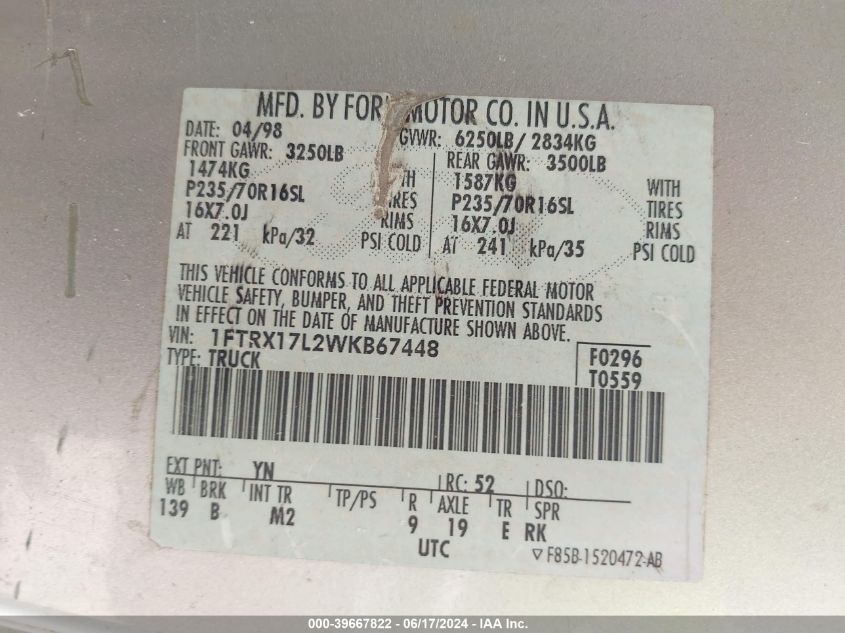 MFD. BY FORD MOTOR CO. IN U.S.A.
DATE: 04/98 GVWR: 6250LB/ 2834KG
FRONT GAWR: 3250LB REAR GAWR: 3500LB
1474KG WITH 1587KG WITH
P235/70R16SL TIRES P235/70R16SL TIRES
16X7.0J RIMS 16X7.0J RIMS
AT 221 kPa/32 PSI COLD AT 241 kPa/35 PSI COLD
THIS VEHICLE CONFORMS TO ALL APPLICABLE FEDERAL MOTOR
VEHICLE SAFETY, BUMPER, AND THEFT PREVENTION STANDARDS
IN EFFECT ON THE DATE OF MANUFACTURE SHOWN ABOVE.
VIN: 1FTRX17L2WKB67448 F0296
TYPE: TRUCK T0559
EXT PNT: YN RC: 52 DSO:
WB BRK INT TR TP/PS R AXLE TR SPR
139 B M2 9 19 E RK
UTC ▽ F85B-1520472-AB
000-39667822 - 06/17/2024 - IAA Inc.